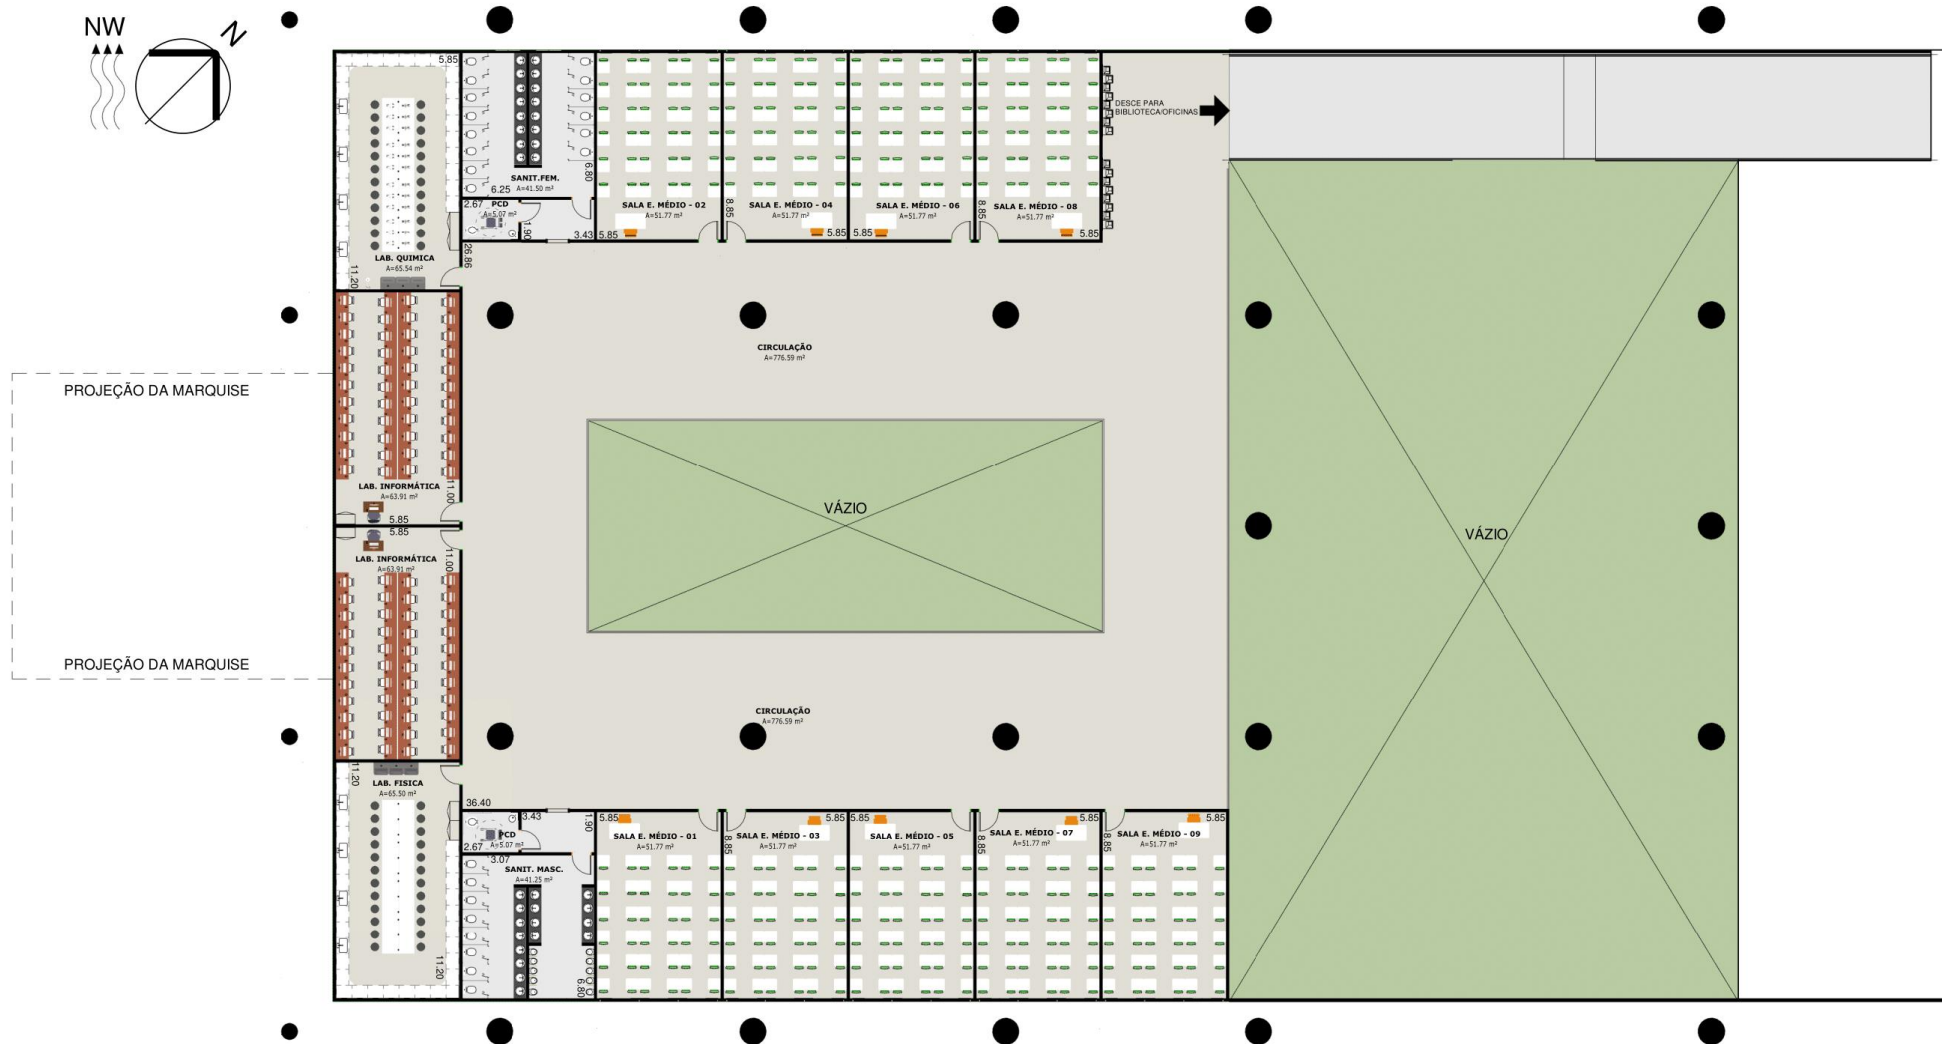 NW
N
5.85
DESCE PARA
BIBLIOTECA/OFICINAS
SANIT.FEM.
A=41.50 m²
6.80
6.25
2.67
PCD
A=5.07 m²
1.90
3.43
SALA E. MÉDIO - 02
A=51.77 m²
5.85
8.85
SALA E. MÉDIO - 04
A=51.77 m²
5.85
SALA E. MÉDIO - 06
A=51.77 m²
5.85
8.85
SALA E. MÉDIO - 08
A=51.77 m²
5.85
26.86
LAB. QUIMICA
A=65.54 m²
11.20
CIRCULAÇÃO
A=776.59 m²
PROJEÇÃO DA MARQUISE
LAB. INFORMÁTICA
A=63.91 m²
11.00
5.85
VÁZIO
VÁZIO
5.85
LAB. INFORMÁTICA
A=63.91 m²
11.00
PROJEÇÃO DA MARQUISE
CIRCULAÇÃO
A=776.59 m²
11.20
LAB. FISICA
A=65.50 m²
36.40
11.20
3.43
1.90
PCD
A=5.07 m²
2.67
3.07
SANIT. MASC.
A=41.25 m²
6.80
5.85
SALA E. MÉDIO - 01
A=51.77 m²
8.85
5.85
SALA E. MÉDIO - 03
A=51.77 m²
5.85
SALA E. MÉDIO - 05
A=51.77 m²
8.85
5.85
SALA E. MÉDIO - 07
A=51.77 m²
8.85
5.85
SALA E. MÉDIO - 09
A=51.77 m²